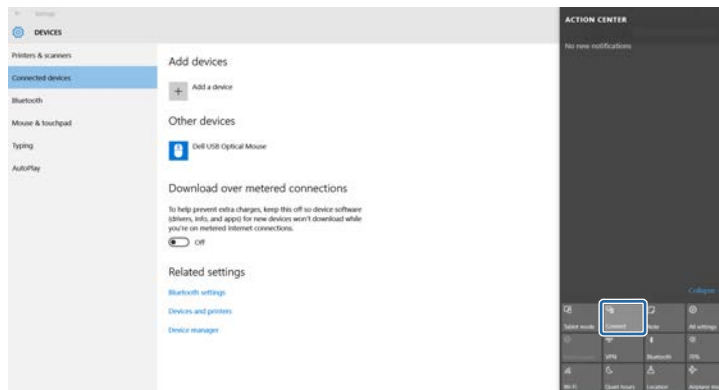 Settings
DEVICES
Printers & scanners
Connected devices
Bluetooth
Mouse & touchpad
Typing
AutoPlay
Add devices
Add a device
Other devices
Dell USB Optical Mouse
Download over metered connections
To help prevent extra charges, keep this off so device software
(drivers, info, and apps) for new devices won't download while
you're on metered Internet connections.
Off
Related settings
Bluetooth settings
Devices and printers
Device manager
ACTION CENTER
No new notifications
Collapse
Tablet mode
Connect
Note
All settings
VPN
Bluetooth
70%
Wi-Fi
Quiet hours
Location
Airplane mo